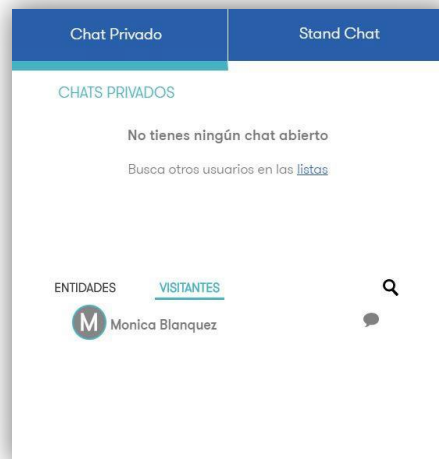 Chat Privado Stand Chat
CHATS PRIVADOS
No tienes ningún chat abierto
Busca otros usuarios en las listas
ENTIDADES VISITANTES
M Monica Blanquez